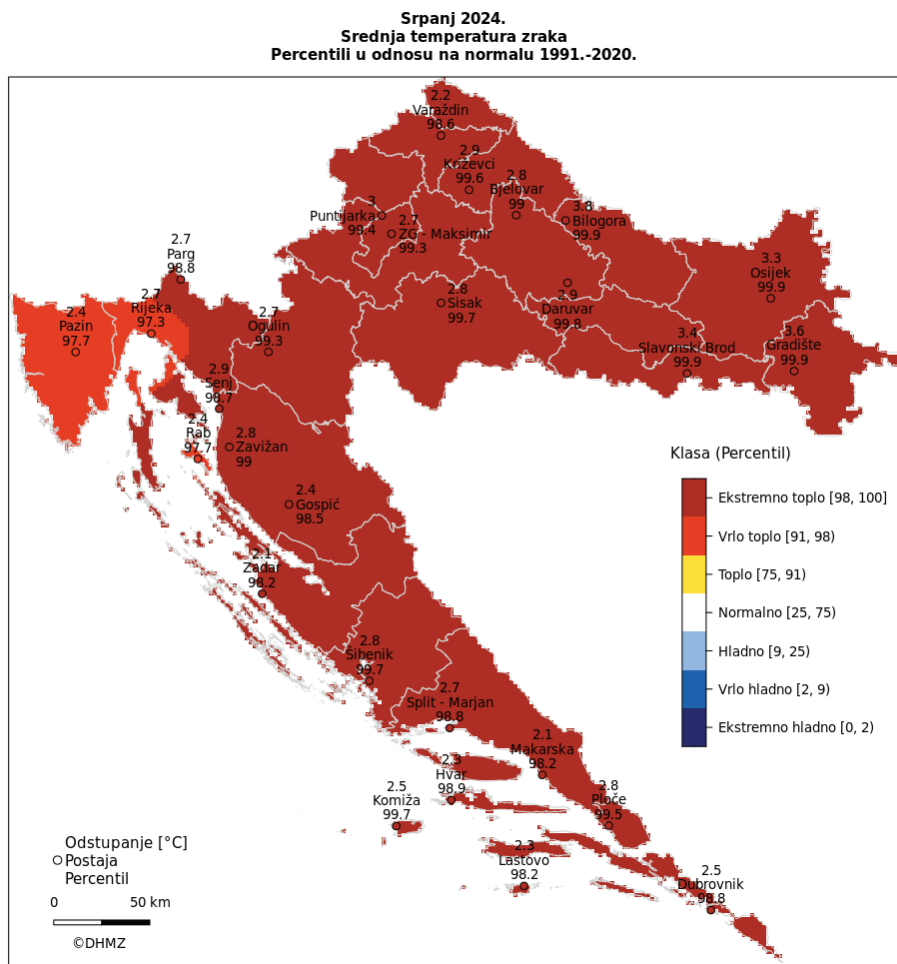 Srpanj 2024.
Srednja temperatura zraka
Percentili u odnosu na normalu 1991.-2020.
2.2
Varaždin
98.6
2.9
Križevci
99.6
2.8
Bjelovar
99
3
Puntijarka
99.4
2.7
ZG - Maksimir
99.3
3.8
Bilogora
99.9
2.7
Parg
98.8
3.3
Osijek
99.9
2.4
Pazin
97.7
2.7
Rijeka
97.3
2.7
Ogulin
99.3
2.8
Sisak
99.7
2.9
Daruvar
99.8
3.4
Slavonski Brod
99.9
3.6
Gradište
99.9
2.9
Senj
98.7
2.4
Rab
97.7
2.8
Zavižan
99
2.4
Gospić
98.5
2.1
Zadar
98.2
2.8
Šibenik
99.7
2.7
Split - Marjan
98.8
2.1
Makarska
98.2
2.3
Hvar
98.9
2.5
Komiža
99.7
2.8
Ploče
99.5
2.3
Lastovo
98.2
2.5
Dubrovnik
98.8
Klasa (Percentil)
Ekstremno toplo [98, 100]
Vrlo toplo [91, 98)
Toplo [75, 91)
Normalno [25, 75)
Hladno [9, 25)
Vrlo hladno [2, 9)
Ekstremno hladno [0, 2)
Odstupanje [°C]
Postaja
Percentil
0 50 km
©DHMZ